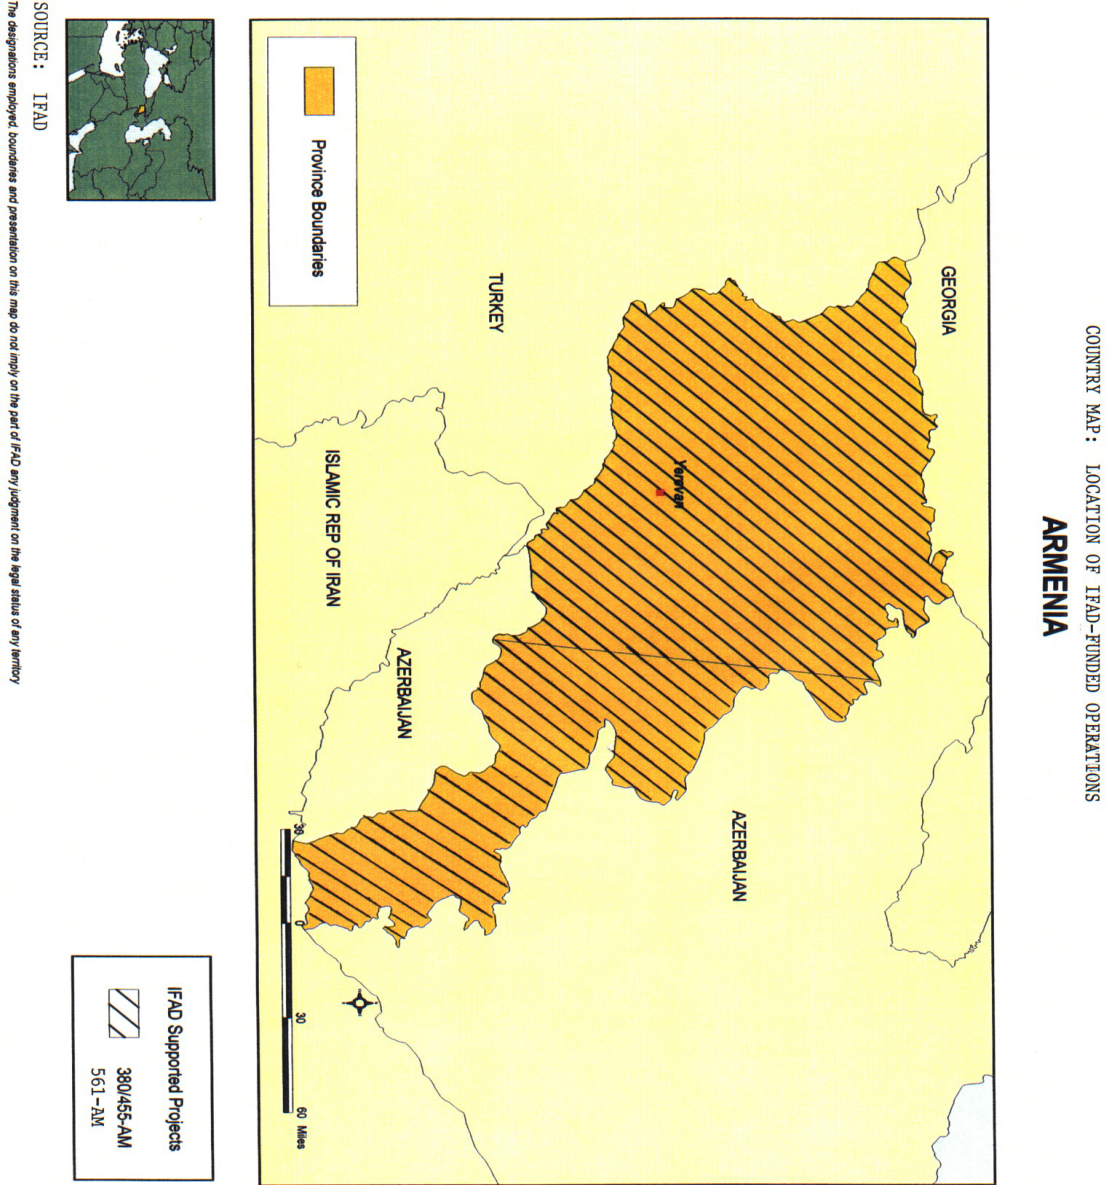 COUNTRY MAP: LOCATION OF IFAD-FUNDED OPERATIONS
ARMENIA
GEORGIA
AZERBAIJAN
Yerevan
TURKEY
AZERBAIJAN
ISLAMIC REP OF IRAN
Province Boundaries
30 0 30 60 Miles
IFAD Supported Projects
380/455-AM
561-AM
SOURCE: IFAD
The designations employed, boundaries and presentation on this map do not imply on the part of IFAD any judgment on the legal status of any territory